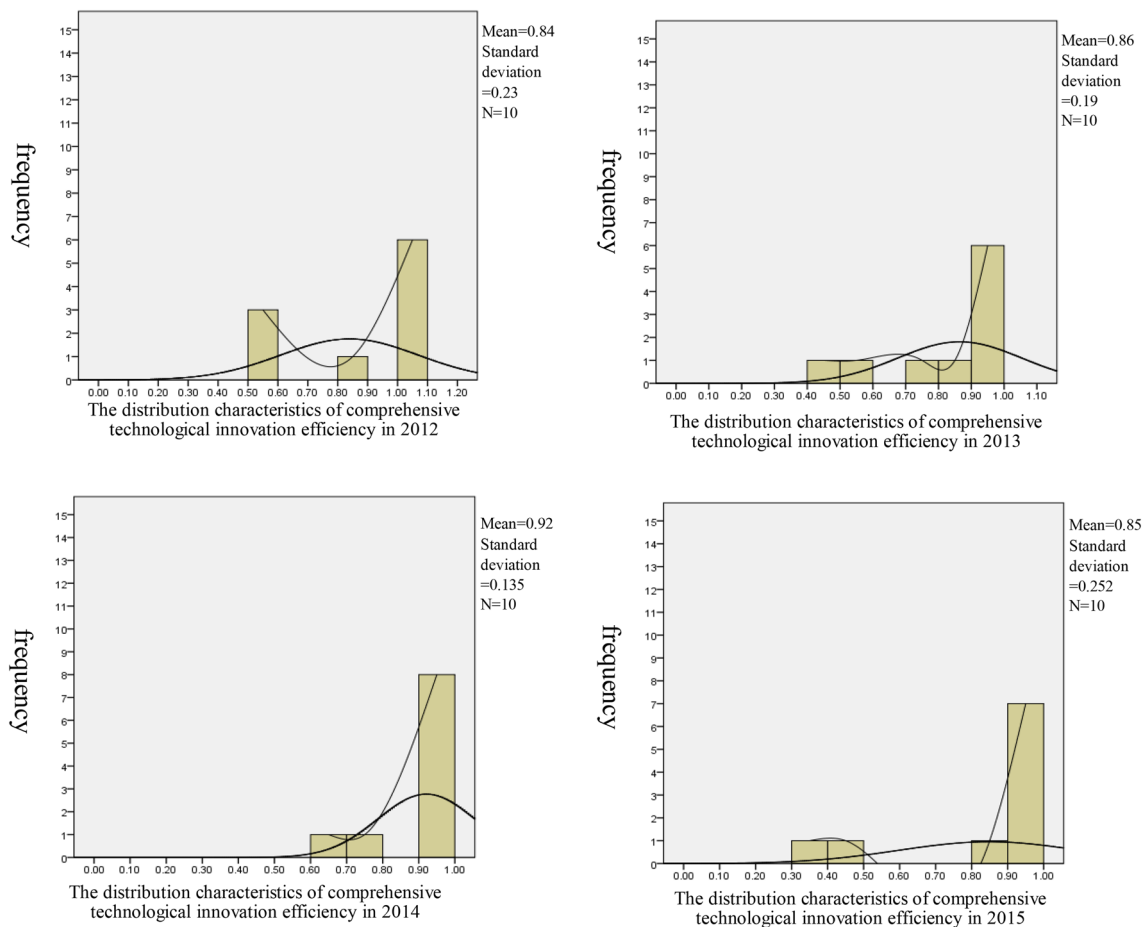 15
14
13
12
11
10
9
8
7
6
5
4
3
2
1
0
frequency
0.00 0.10 0.20 0.30 0.40 0.50 0.60 0.70 0.80 0.90 1.00 1.10 1.20
The distribution characteristics of comprehensive
technological innovation efficiency in 2012
Mean=0.84
Standard
deviation
=0.23
N=10
15
14
13
12
11
10
9
8
7
6
5
4
3
2
1
0
frequency
0.00 0.10 0.20 0.30 0.40 0.50 0.60 0.70 0.80 0.90 1.00 1.10
The distribution characteristics of comprehensive
technological innovation efficiency in 2013
Mean=0.86
Standard
deviation
=0.19
N=10
15
14
13
12
11
10
9
8
7
6
5
4
3
2
1
0
frequency
0.00 0.10 0.20 0.30 0.40 0.50 0.60 0.70 0.80 0.90 1.00
The distribution characteristics of comprehensive
technological innovation efficiency in 2014
Mean=0.92
Standard
deviation
=0.135
N=10
15
14
13
12
11
10
9
8
7
6
5
4
3
2
1
0
frequency
0.00 0.10 0.20 0.30 0.40 0.50 0.60 0.70 0.80 0.90 1.00
The distribution characteristics of comprehensive
technological innovation efficiency in 2015
Mean=0.85
Standard
deviation
=0.252
N=10